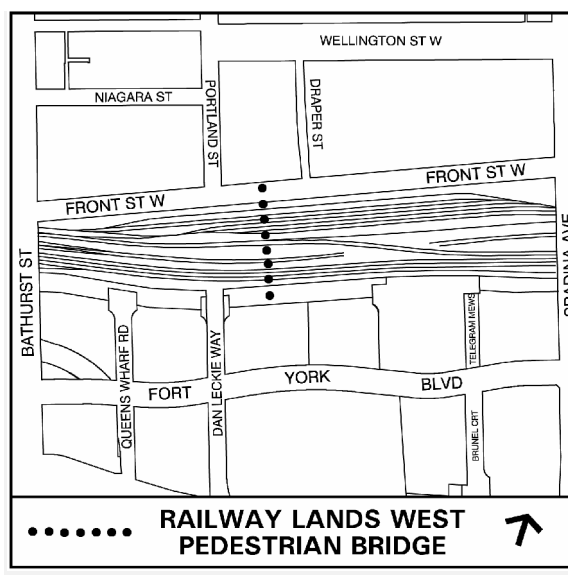 WELLINGTON ST W
NIAGARA ST
PORTLAND ST
DRAPER ST
FRONT ST W
FRONT ST W
BATHURST ST
SPADINA AVE
QUEENS WHARF RD
DAN LECKIE WAY
TELEGRAM MEWS
FORT YORK BLVD
BRUNEL CRT
RAILWAY LANDS WEST
PEDESTRIAN BRIDGE